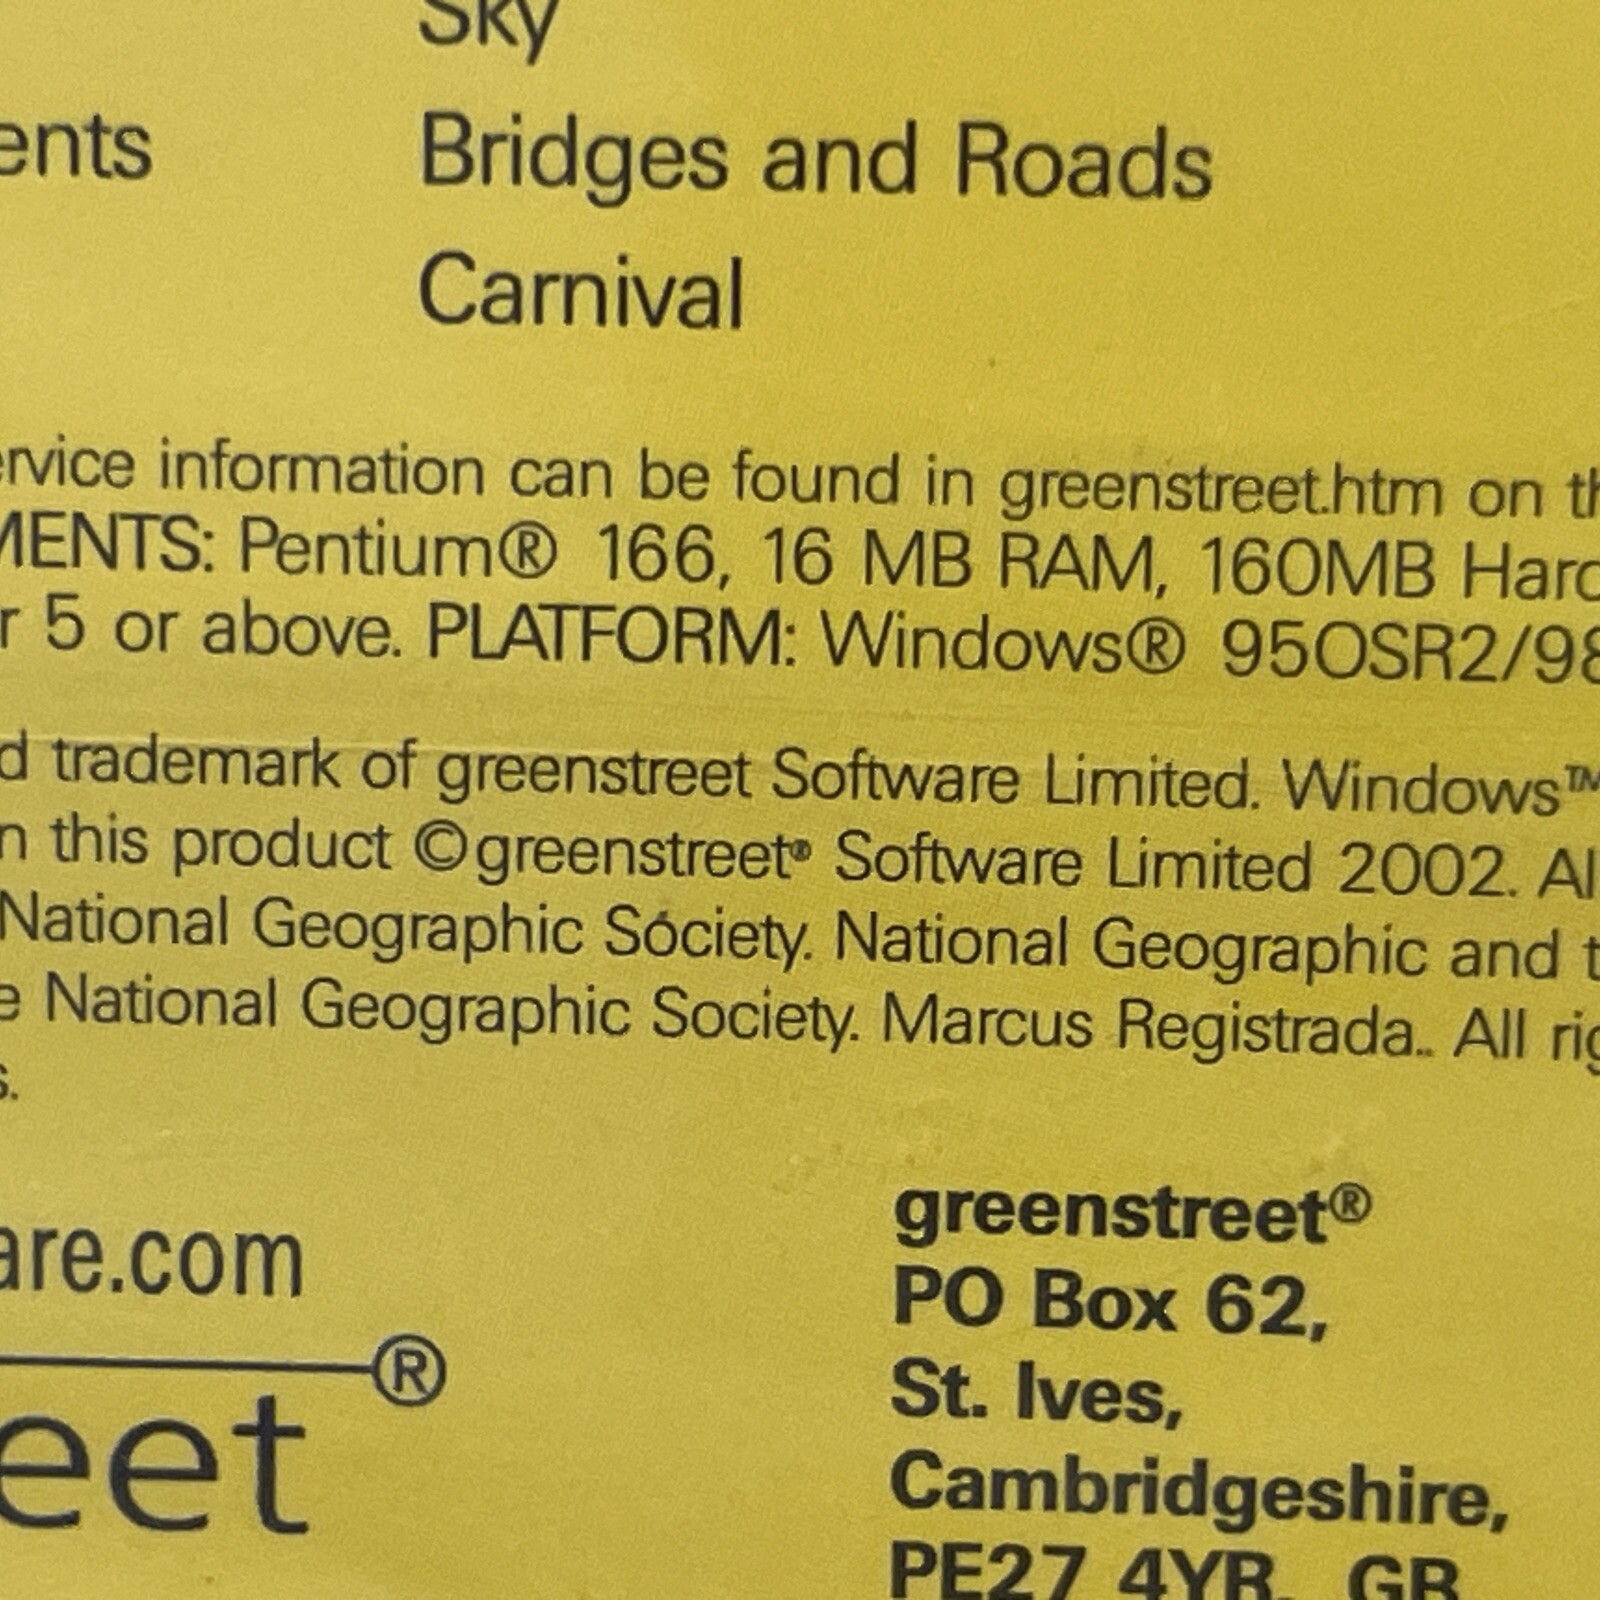 Sky
ents Bridges and Roads
Carnival
ervice information can be found in greenstreet.htm on th
MENTS: Pentium® 166, 16 MB RAM, 160MB Hard
r 5 or above. PLATFORM: Windows® 95OSR2/98
d trademark of greenstreet Software Limited. Windows™
n this product ©greenstreet® Software Limited 2002. Al
National Geographic Society. National Geographic and t
e National Geographic Society. Marcus Registrada.. All rig
s.
are.com
eet®
greenstreet®
PO Box 62,
St. Ives,
Cambridgeshire,
PE27 4YR, GB